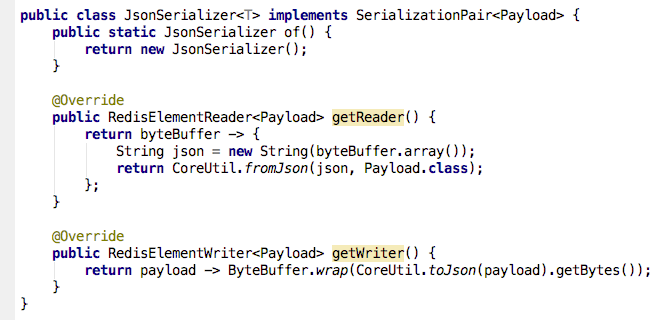 public class JsonSerializer<T> implements SerializationPair<Payload> {
    public static JsonSerializer of() {
        return new JsonSerializer();
    }

    @Override
    public RedisElementReader<Payload> getReader() {
        return byteBuffer -> {
            String json = new String(byteBuffer.array());
            return CoreUtil.fromJson(json, Payload.class);
        };
    }

    @Override
    public RedisElementWriter<Payload> getWriter() {
        return payload -> ByteBuffer.wrap(CoreUtil.toJson(payload).getBytes());
    }
}